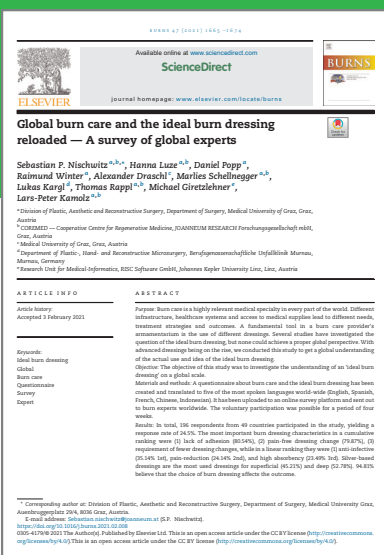 BURNS 47 (2021) 1665–1674
Available online at www.sciencedirect.com
ScienceDirect
journal homepage: www.elsevier.com/locate/burns
ELSEVIER
BURNS
Global burn care and the ideal burn dressing
reloaded — A survey of global experts
Sebastian P. Nischwitz a,b,*, Hanna Luze a,b, Daniel Popp a,
Raimund Winter a, Alexander Draschl c, Marlies Schellnegger a,b,
Lukas Kargl d, Thomas Rappl a,b, Michael Giretzlehner e,
Lars-Peter Kamolz a,b
a Division of Plastic, Aesthetic and Reconstructive Surgery, Department of Surgery, Medical University of Graz, Graz,
Austria
b COREMED — Cooperative Centre for Regenerative Medicine, JOANNEUM RESEARCH Forschungsgesellschaft mbH,
Graz, Austria
c Medical University of Graz, Graz, Austria
d Department of Plastic-, Hand- and Reconstructive Microsurgery, Berufsgenossenschaftliche Unfallklinik Murnau,
Murnau, Germany
e Research Unit for Medical-Informatics, RISC Software GmbH, Johannes Kepler University Linz, Linz, Austria
ARTICLE INFO
Article history:
Accepted 3 February 2021
Keywords:
Ideal burn dressing
Global
Burn care
Questionnaire
Survey
Expert
ABSTRACT
Purpose: Burn care is a highly relevant medical specialty in every part of the world. Different
infrastructure, healthcare systems and access to medical supplies lead to different needs,
treatment strategies and outcomes. A fundamental tool in a burn care provider's
armamentarium is the use of different dressings. Several studies have investigated the
question of the ideal burn dressing, but none could achieve a proper global perspective. With
advanced dressings being on the rise, we conducted this study to get a global understanding
of the actual use and idea of the ideal burn dressing.
Objective: The objective of this study was to investigate the understanding of an 'ideal burn
dressing' on a global scale.
Materials and methods: A questionnaire about burn care and the ideal burn dressing has been
created and translated to five of the most spoken languages world-wide (English, Spanish,
French, Chinese, Indonesian). It has been uploaded to an online survey platform and sent out
to burn experts worldwide. The voluntary participation was possible for a period of four
weeks.
Results: In total, 196 respondents from 49 countries participated in the study, yielding a
response rate of 24.5%. The most important burn dressing characteristics in a cumulative
ranking were (1) lack of adhesion (80.54%), (2) pain-free dressing change (79.87%), (3)
requirement of fewer dressing changes, while in a linear ranking they were (1) anti-infective
(35.14% 1st), pain-reduction (24.14% 2nd), and high absorbency (23.49% 3rd). Silver-based
dressings are the most used dressings for superficial (45.21%) and deep (52.78%). 94.81%
believe that the choice of burn dressing affects the outcome.
* Corresponding author at: Division of Plastic, Aesthetic and Reconstructive Surgery, Department of Surgery, Medical University Graz,
Auenbruggerplatz 29/4, 8036 Graz, Austria.
E-mail address: Sebastian.nischwitz@joanneum.at (S.P. Nischwitz).
https://doi.org/10.1016/j.burns.2021.02.008
0305-4179/© 2021 The Author(s). Published by Elsevier Ltd. This is an open access article under the CC BY license (http://creativecommons.
org/licenses/by/4.0/).This is an open access article under the CC BY license (http://creativecommons.org/licenses/by/4.0/).